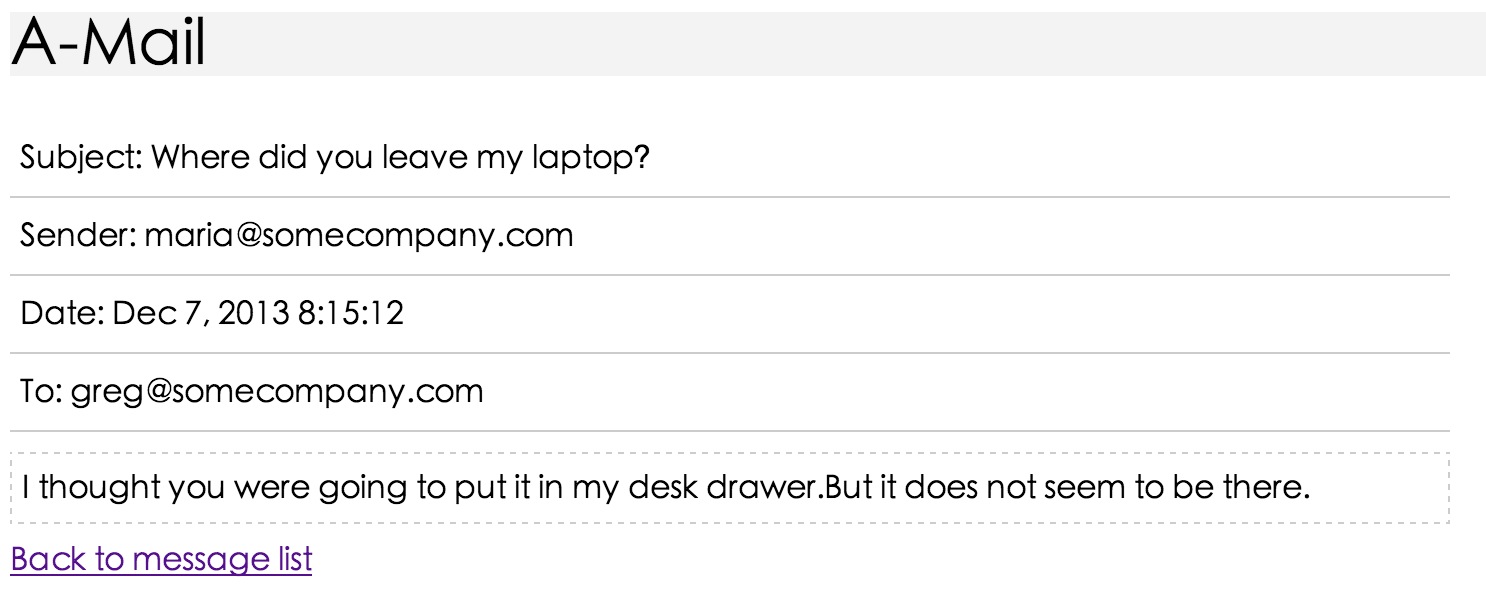 A-Mail
Subject: Where did you leave my laptop?
Sender: maria@somecompany.com
Date: Dec 7, 2013 8:15:12
To: greg@somecompany.com
I thought you were going to put it in my desk drawer.But it does not seem to be there.
Back to message list